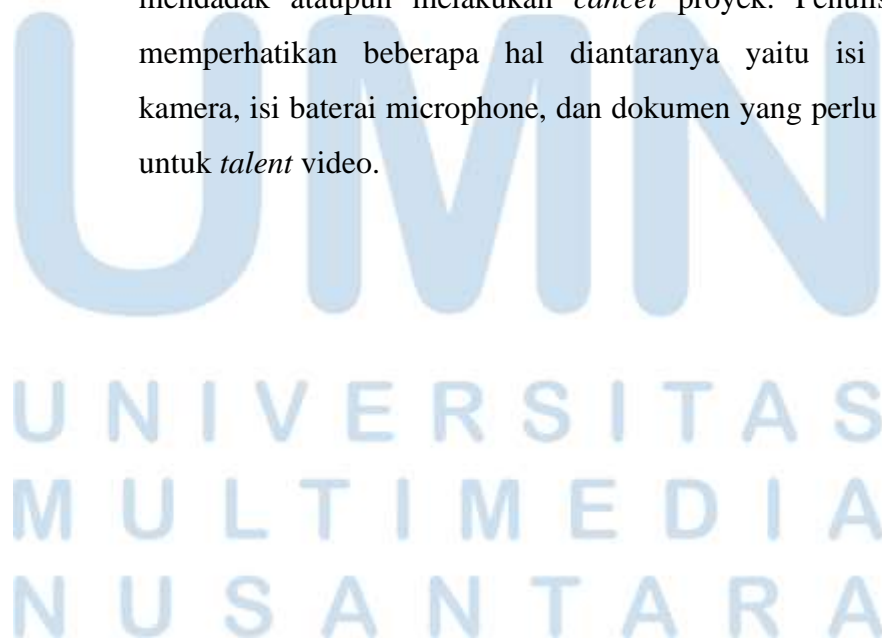 mendadak ataupun melakukan cancel proyek. Penulis
memperhatikan beberapa hal diantaranya yaitu isi
kamera, isi baterai microphone, dan dokumen yang perlu
untuk talent video.
UMN
UNIVERSITAS
MULTIMEDIA
NUSANTARA